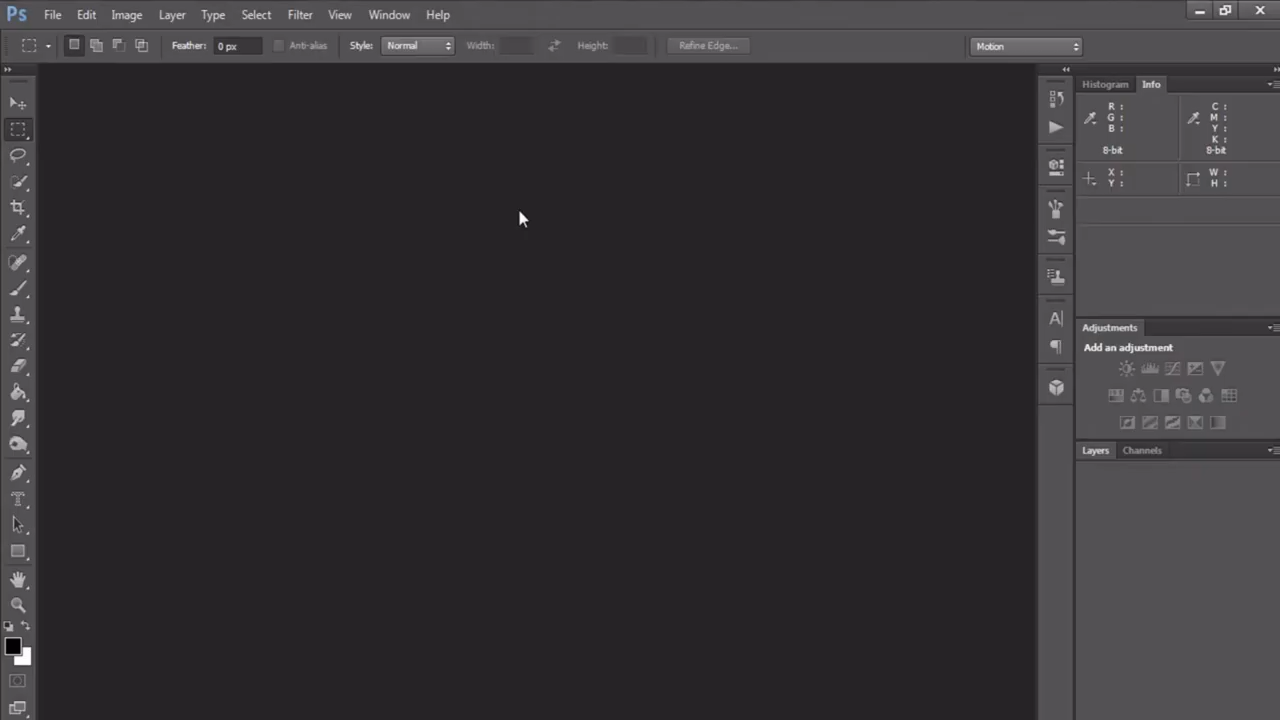 Ps File Edit Image Layer Type Select Filter View Window Help
Feather: 0 px Anti-alias Style: Normal Width: Height: Refine Edge... Motion
Histogram Info
R : C :
G : M :
B : Y :
K :
8-bit 8-bit
X : W :
Y : H :
A|
Adjustments
Add an adjustment
Layers Channels
T